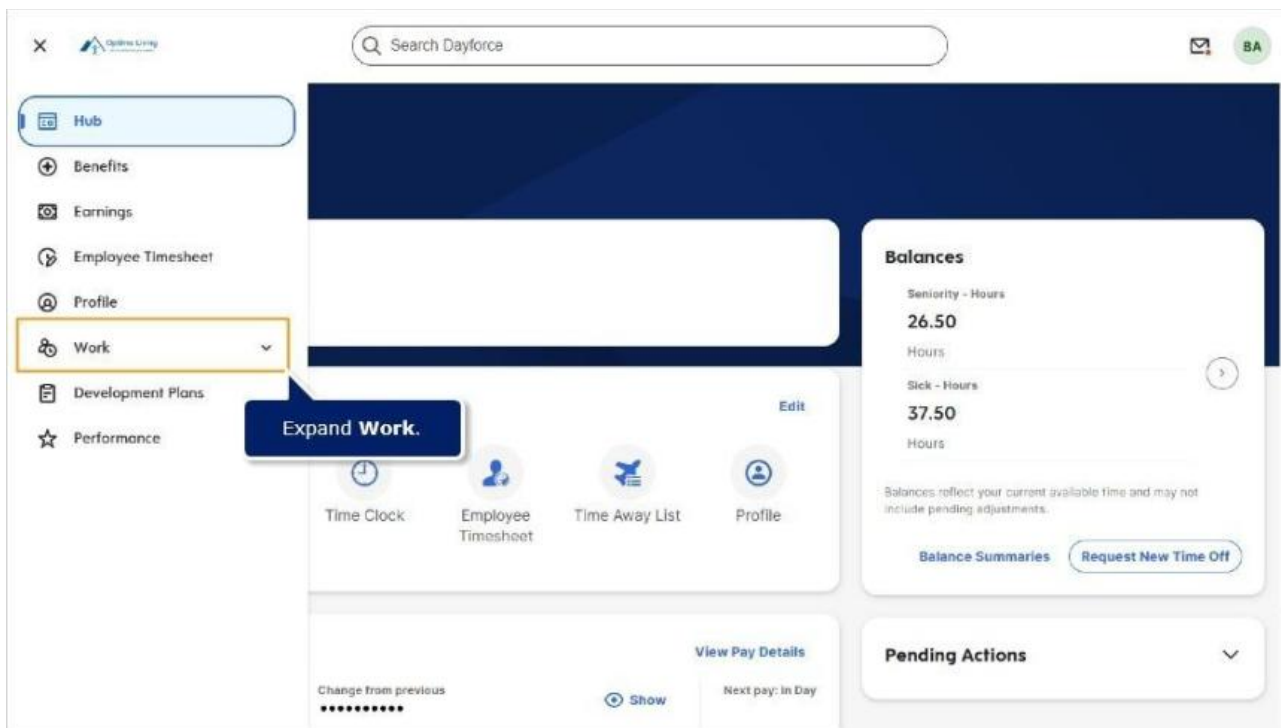 Optima Living
Search Dayforce
BA
Hub
Benefits
Earnings
Employee Timesheet
Profile
Work
Development Plans
Performance
Expand Work.
Edit
Time Clock
Employee
Timesheet
Time Away List
Profile
Balances
Seniority - Hours
26.50
Hours
Sick - Hours
37.50
Hours
Balances reflect your current available time and may not
include pending adjustments.
Balance Summaries
Request New Time Off
View Pay Details
Change from previous
••••••••••
Show
Next pay: in Day
Pending Actions